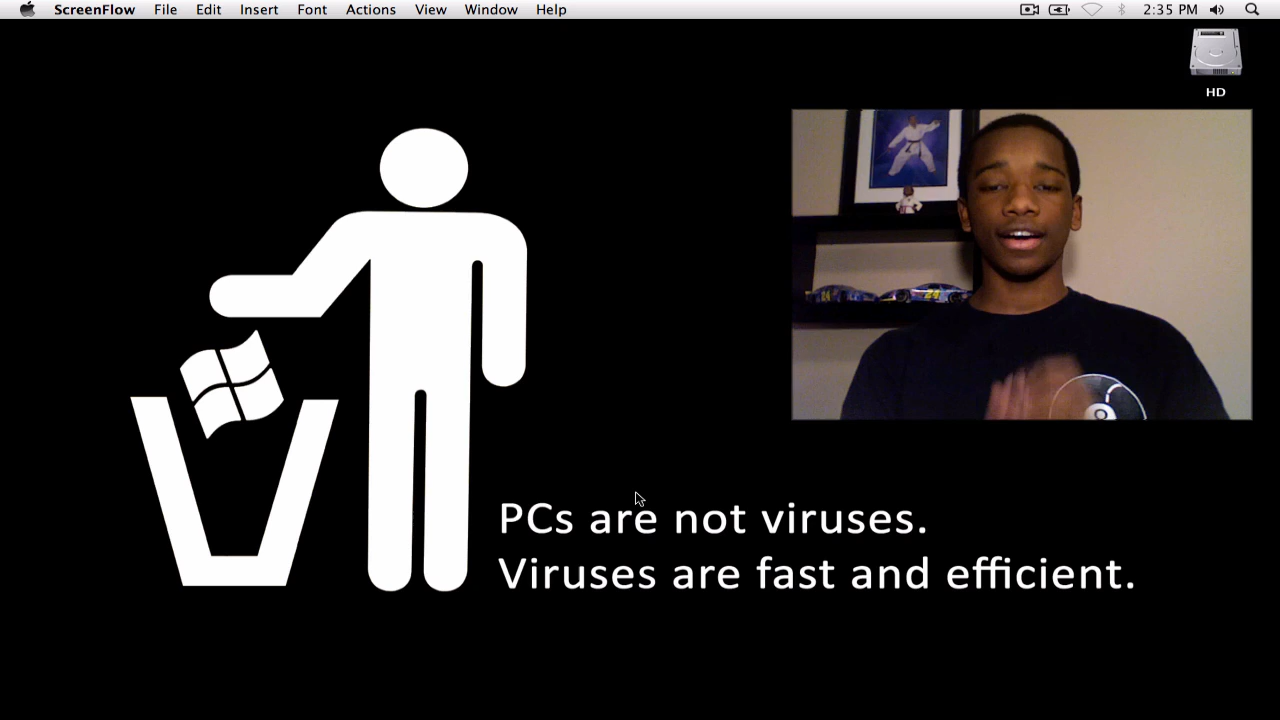 ScreenFlow File Edit Insert Font Actions View Window Help 2:35 PM
HD
24
PCs are not viruses.
Viruses are fast and efficient.